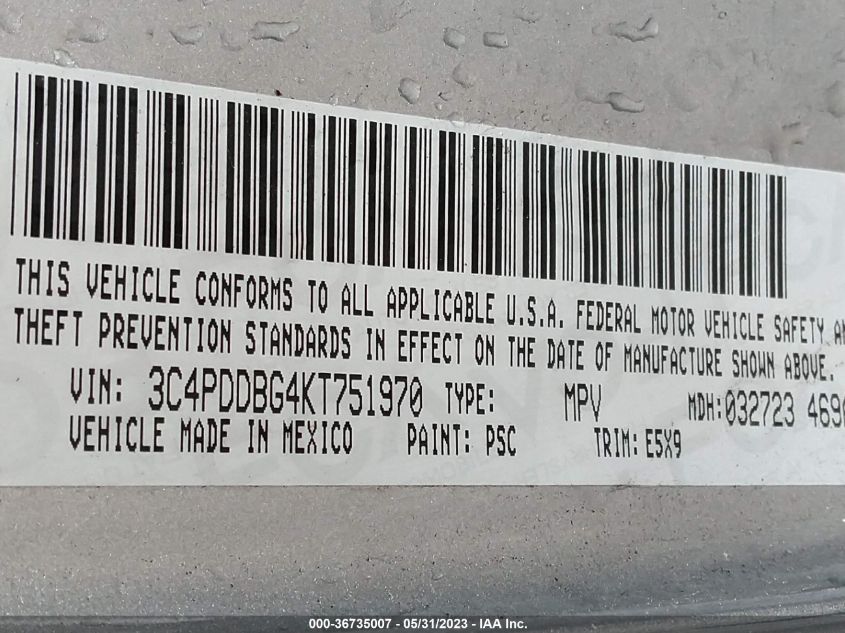 THIS VEHICLE CONFORMS TO ALL APPLICABLE U.S.A. FEDERAL MOTOR VEHICLE SAFETY
THEFT PREVENTION STANDARDS IN EFFECT ON THE DATE OF MANUFACTURE SHOWN ABOVE.
VIN: 3C4PDDBG4KT751970 TYPE: MPV MDH:032723 469
VEHICLE MADE IN MEXICO PAINT: PSC TRIM: E5X9
000-36735007 - 05/31/2023 - IAA Inc.